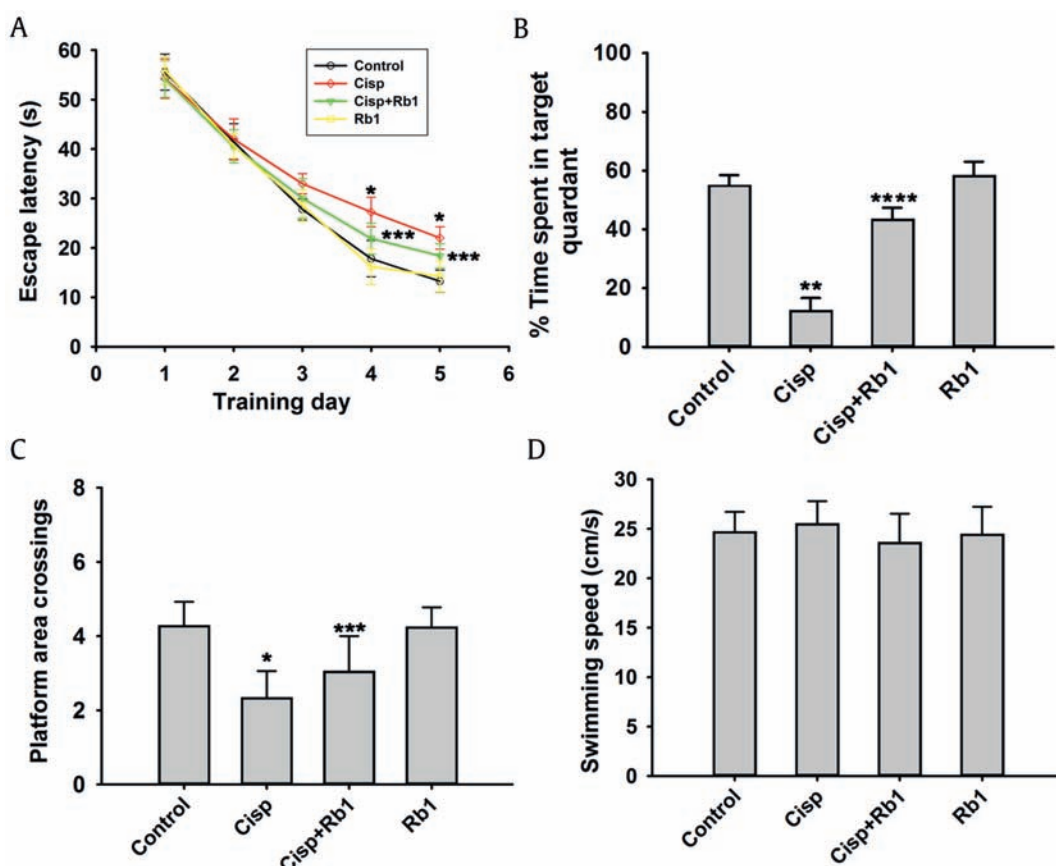 A
Escape latency (s)
60
50
40
30
20
10
0
Control
Cisp
Cisp+Rb1
Rb1
*
*
***
***
0 1 2 3 4 5 6
Training day
B
% Time spent in target
quardant
100
80
60
40
20
0
**
****
Control Cisp Cisp+Rb1 Rb1
C
Platform area crossings
8
6
4
2
0
*
***
Control Cisp Cisp+Rb1 Rb1
D
Swimming speed (cm/s)
30
25
20
15
10
5
0
Control Cisp Cisp+Rb1 Rb1